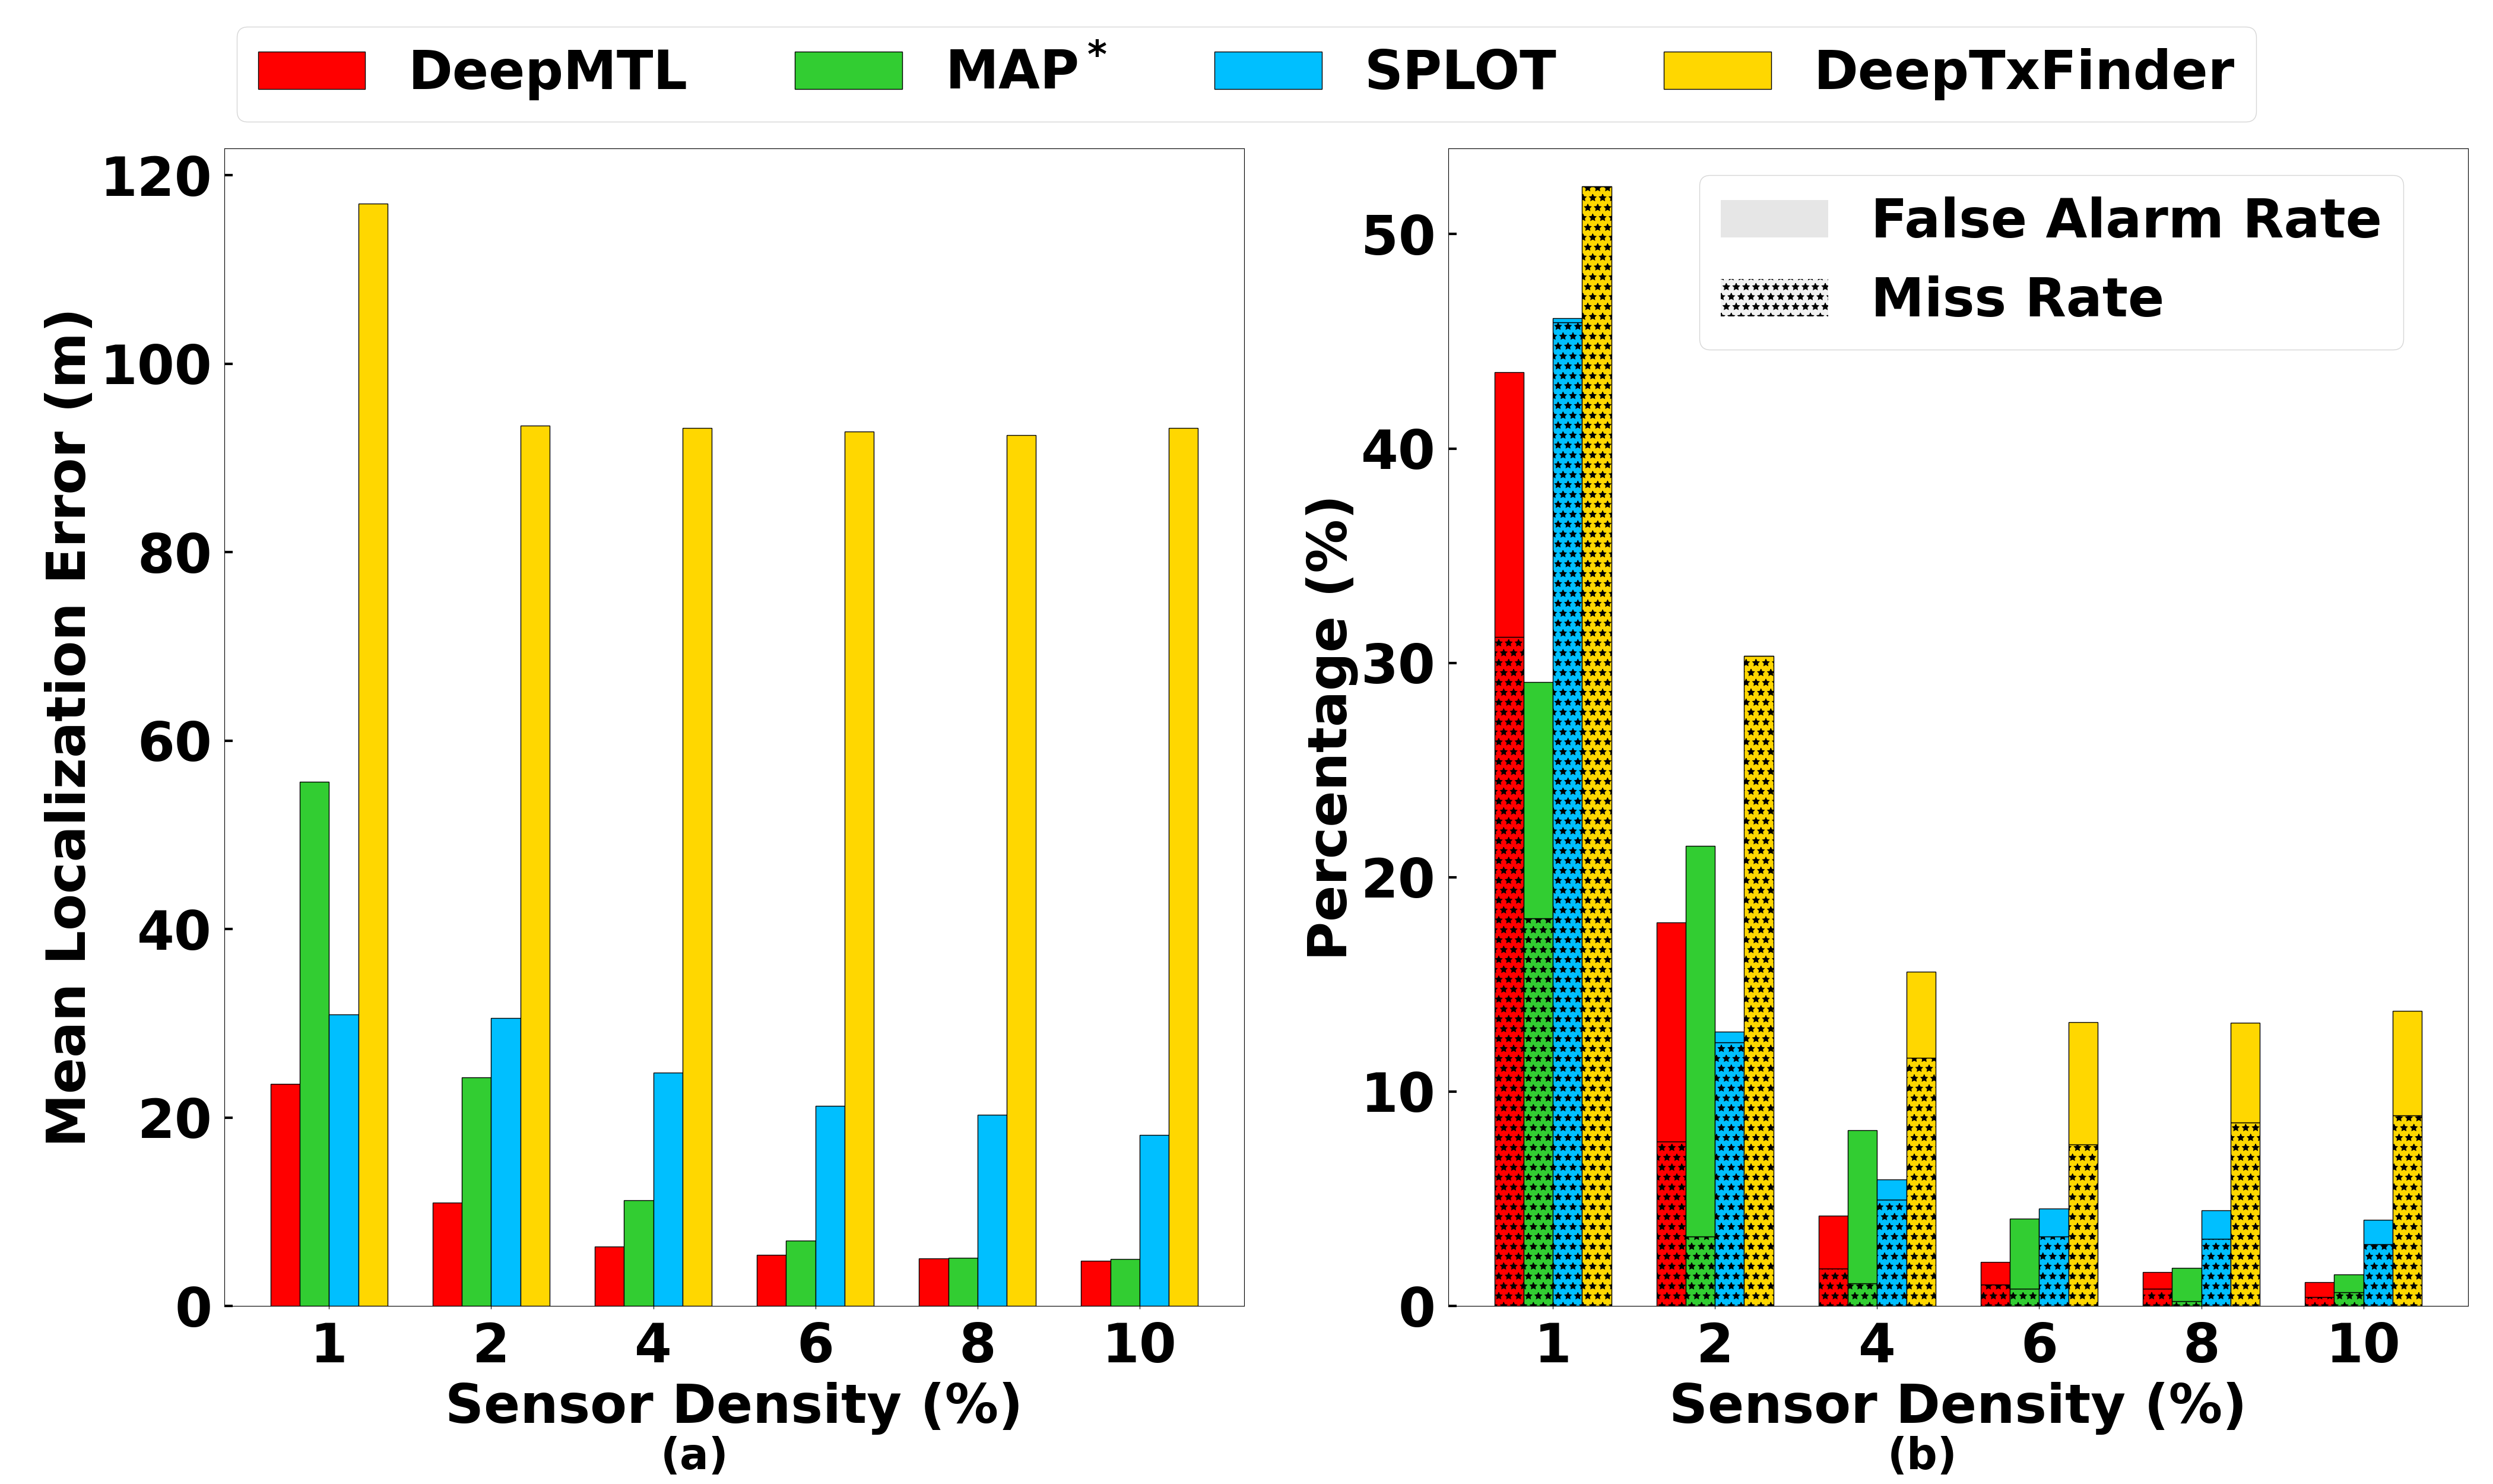 DeepMTL MAP* SPLOT DeepTxFinder
Mean Localization Error (m)
120
100
80
60
40
20
0
1 2 4 6 8 10
Sensor Density (%)
(a)
Percentage (%)
50
40
30
20
10
0
False Alarm Rate
Miss Rate
1 2 4 6 8 10
Sensor Density (%)
(b)